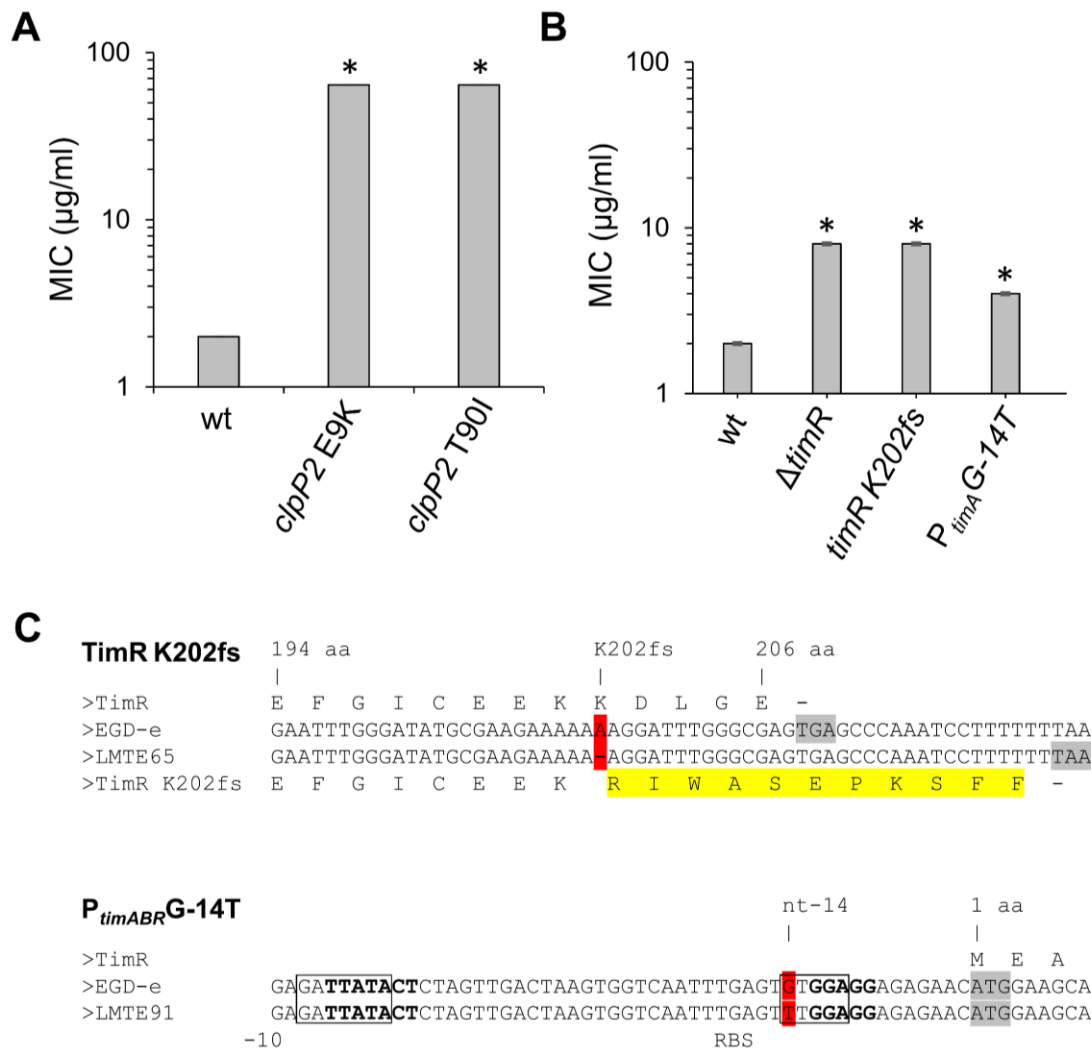 A
100
10
1
MIC (µg/ml)
* *
wt
clpP2 E9K
clpP2 T90I
B
100
10
1
MIC (µg/ml)
* * *
wt
ΔtimR
timR K202fs
PtimA G-14T
C
TimR K202fs 194 aa K202fs 206 aa
| | |
>TimR E F G I C E E K K D L G E -
>EGD-e GAATTTGGGATATGCGAAGAAAAAAAGGATTTGGGCGAGTGAGCCCAAATCCTTTTTTTAA
>LMTE65 GAATTTGGGATATGCGAAGAAAAA-AGGATTTGGGCGAGTGAGCCCAAATCCTTTTTTTAA
>TimR K202fs E F G I C E E K R I W A S E P K S F F -
PtimABRG-14T nt-14 1 aa
| |
>TimR M E A
>EGD-e GAGATTATACTCTAGTTGACTAAGTGGTCAATTTGAGTGTGGAGGAGAGAACATGGAAGCA
>LMTE91 GAGATTATACTCTAGTTGACTAAGTGGTCAATTTGAGTTTGGAGGAGAGAACATGGAAGCA
-10 RBS